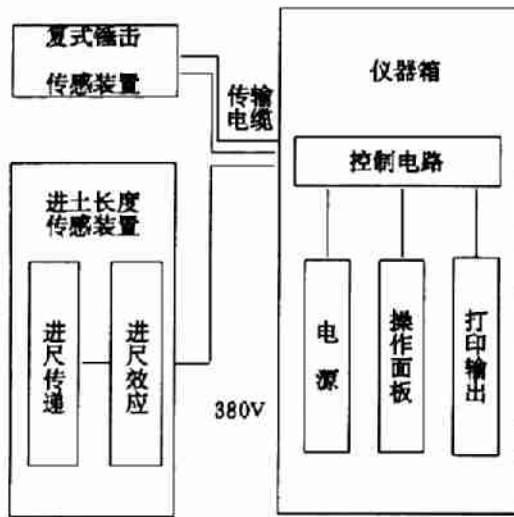 复式锤击
传感装置
传输
电缆
仪器箱
控制电路
进土长度
传感装置
进尺传递
进尺效应
380V
电源
操作面板
打印输出